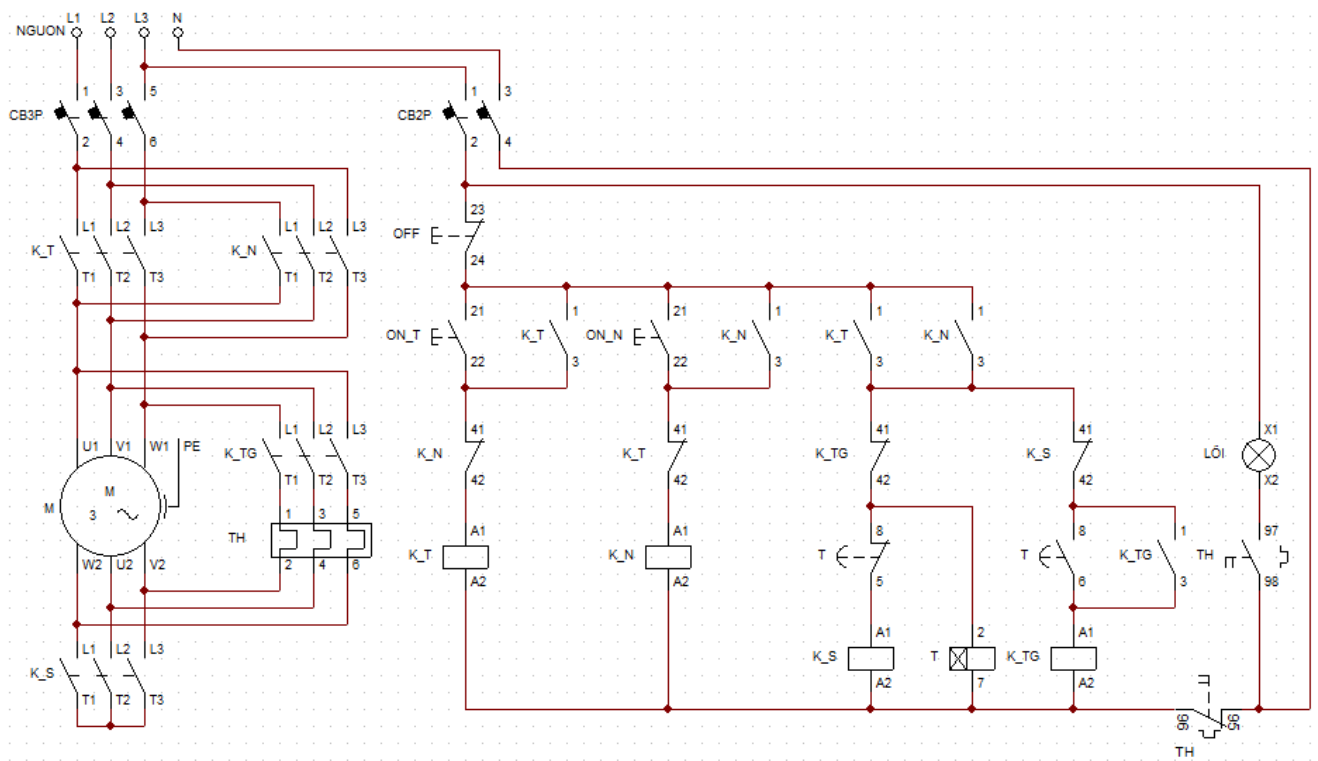 L1 L2 L3 N
NGUON
1 3 5 1 3
CB3P CB2P
2 4 6 2 4
23
L1 L2 L3 L1 L2 L3
OFF
K_T K_N
24
T1 T2 T3 T1 T2 T3
21 1 21 1 1 1
ON_T K_T ON_N K_N K_T K_N
22 3 22 3 3 3
L1 L2 L3 41 41 41 41 X1
U1 V1 W1 PE
K_TG K_N K_T K_TG K_S LÕI
T1 T2 T3 42 42 42 42 X2
M
M 3
1 3 5 A1 A1 8 8 1 97
TH K_T K_N T T K_TG TH
W2 U2 V2 2 4 6 A2 A2 5 6 3 98
A1 2 A1
L1 L2 L3
K_S T K_TG
K_S
A2 7 A2
T1 T2 T3
96 95
TH